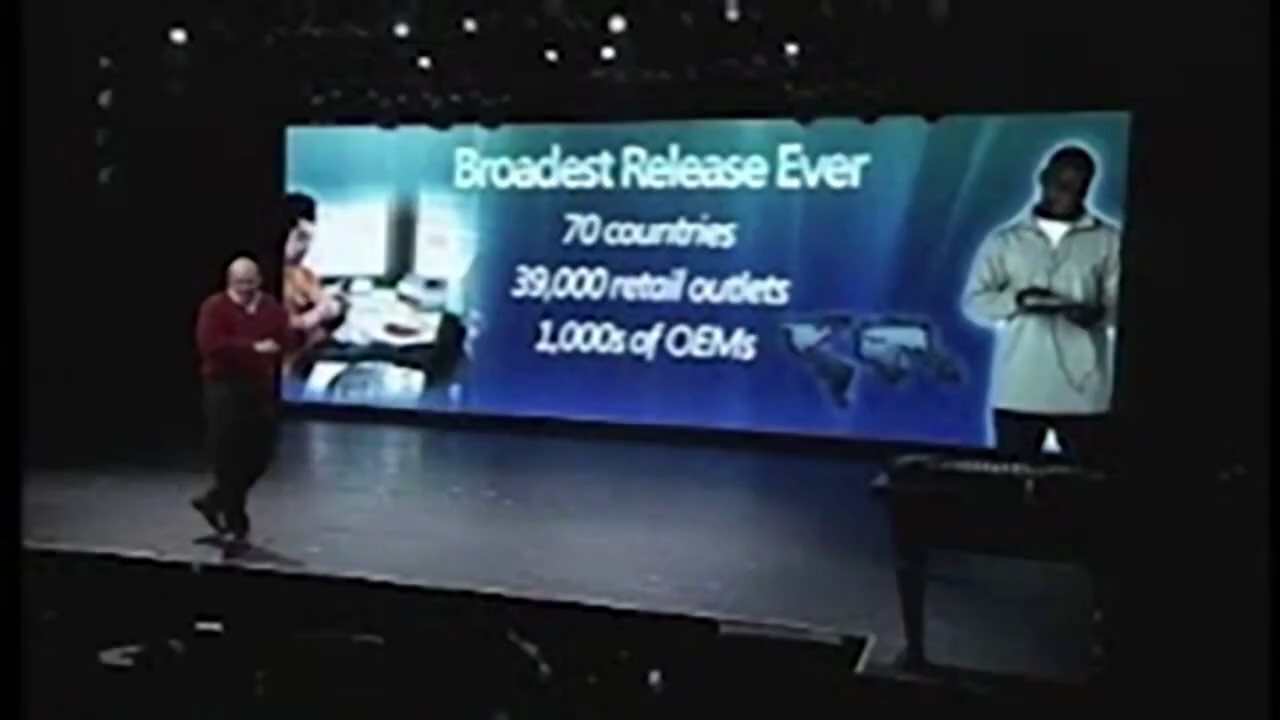 Broadest Release Ever
70 countries
39,000 retail outlets
1,000s of OEMs